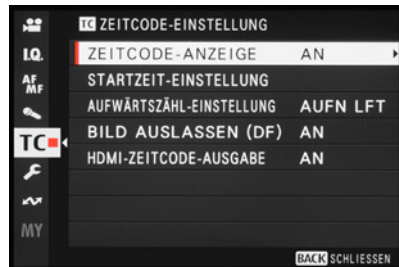 TC ZEITCODE-EINSTELLUNG
I.Q.
AF
MF
TC
MY
ZEITCODE-ANZEIGE AN
STARTZEIT-EINSTELLUNG
AUFWÄRTSZÄHL-EINSTELLUNG AUFN LFT
BILD AUSLASSEN (DF) AN
HDMI-ZEITCODE-AUSGABE AN
BACK SCHLIESSEN